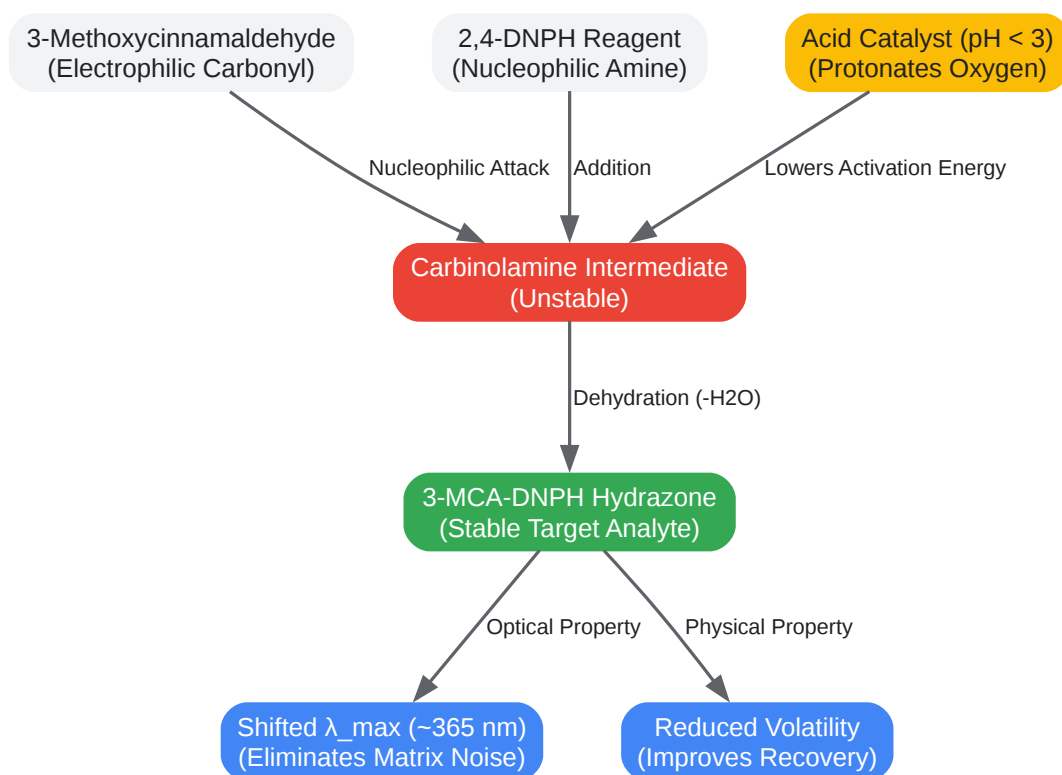 3-Methoxycinnamaldehyde
(Electrophilic Carbonyl)
2,4-DNPH Reagent
(Nucleophilic Amine)
Acid Catalyst (pH < 3)
(Protonates Oxygen)
Nucleophilic Attack
Addition
Lowers Activation Energy
Carbinolamine Intermediate
(Unstable)
Dehydration (-H2O)
3-MCA-DNPH Hydrazone
(Stable Target Analyte)
Optical Property
Physical Property
Shifted λ_max (~365 nm)
(Eliminates Matrix Noise)
Reduced Volatility
(Improves Recovery)